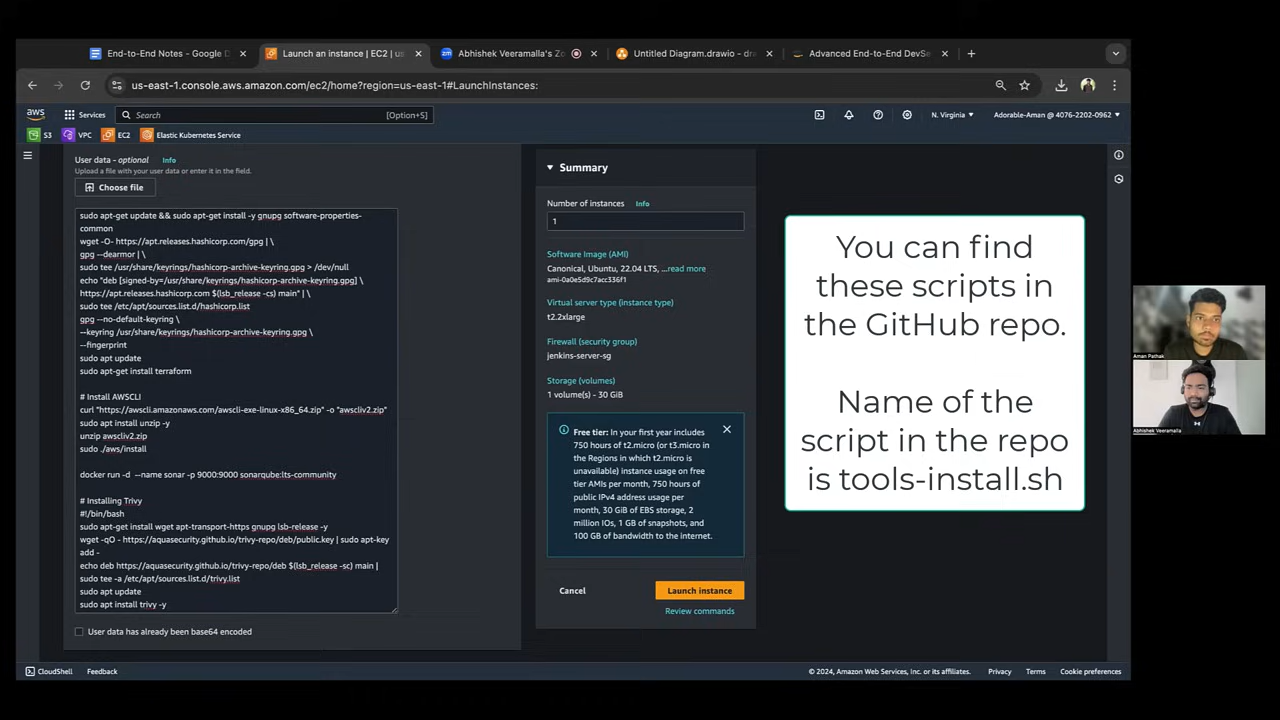 End-to-End Notes - Google D
Launch an instance | EC2 | us
Abhishek Veeramalla's Zo
Untitled Diagram.drawio - dra
Advanced End-to-End DevSe
us-east-1.console.aws.amazon.com/ec2/home?region=us-east-1#LaunchInstances:
aws
Services
Search
[Option+S]
N. Virginia
Adorable-Aman @ 4076-2202-0962
S3
VPC
EC2
Elastic Kubernetes Service
User data - optional
Info
Upload a file with your user data or enter it in the field.
Choose file
sudo apt-get update && sudo apt-get install -y gnupg software-properties-
common
wget -O- https://apt.releases.hashicorp.com/gpg | \
gpg --dearmor | \
sudo tee /usr/share/keyrings/hashicorp-archive-keyring.gpg > /dev/null
echo "deb [signed-by=/usr/share/keyrings/hashicorp-archive-keyring.gpg] \
https://apt.releases.hashicorp.com $(lsb_release -cs) main" | \
sudo tee /etc/apt/sources.list.d/hashicorp.list
gpg --no-default-keyring \
--keyring /usr/share/keyrings/hashicorp-archive-keyring.gpg \
--fingerprint
sudo apt update
sudo apt-get install terraform
# Install AWSCLI
curl "https://awscli.amazonaws.com/awscli-exe-linux-x86_64.zip" -o "awscliv2.zip"
sudo apt install unzip -y
unzip awscliv2.zip
sudo ./aws/install
docker run -d --name sonar -p 9000:9000 sonarqube:lts-community
# Installing Trivy
#!/bin/bash
sudo apt-get install wget apt-transport-https gnupg lsb-release -y
wget -qO - https://aquasecurity.github.io/trivy-repo/deb/public.key | sudo apt-key
add -
echo deb https://aquasecurity.github.io/trivy-repo/deb $(lsb_release -sc) main |
sudo tee -a /etc/apt/sources.list.d/trivy.list
sudo apt update
sudo apt install trivy -y
User data has already been base64 encoded
Summary
Number of instances
Info
1
Software Image (AMI)
Canonical, Ubuntu, 22.04 LTS, ...read more
ami-0a0e5d9c7acc336f1
Virtual server type (instance type)
t2.2xlarge
Firewall (security group)
jenkins-server-sg
Storage (volumes)
1 volume(s) - 30 GiB
Free tier: In your first year includes
750 hours of t2.micro (or t3.micro in
the Regions in which t2.micro is
unavailable) instance usage on free
tier AMIs per month, 750 hours of
public IPv4 address usage per
month, 30 GiB of EBS storage, 2
million IOs, 1 GB of snapshots, and
100 GB of bandwidth to the internet.
Cancel
Launch instance
Review commands
You can find
these scripts in
the GitHub repo.
Name of the
script in the repo
is tools-install.sh
Aman Pathak
Abhishek Veeramalla
CloudShell
Feedback
© 2024, Amazon Web Services, Inc. or its affiliates.
Privacy
Terms
Cookie preferences